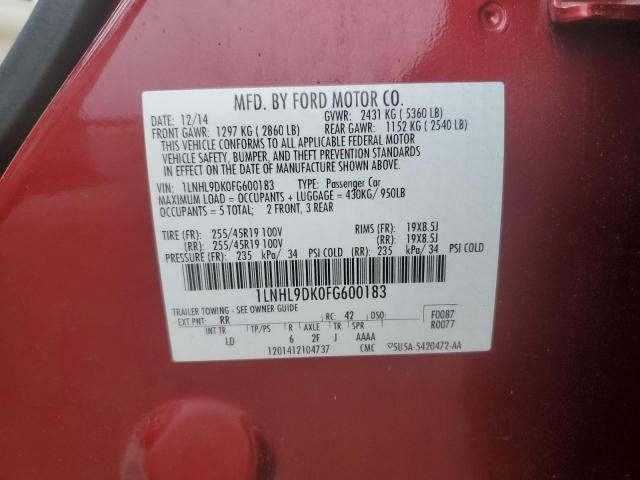 MFD. BY FORD MOTOR CO.
DATE: 12/14 GVWR: 2431 KG ( 5360 LB)
FRONT GAWR: 1297 KG ( 2860 LB) REAR GAWR: 1152 KG ( 2540 LB)
THIS VEHICLE CONFORMS TO ALL APPLICABLE FEDERAL MOTOR
VEHICLE SAFETY, BUMPER, AND THEFT PREVENTION STANDARDS
IN EFFECT ON THE DATE OF MANUFACTURE SHOWN ABOVE.
VIN: 1LNHL9DK0FG600183 TYPE: Passenger Car
MAXIMUM LOAD = OCCUPANTS + LUGGAGE = 430KG/ 950LB
OCCUPANTS = 5 TOTAL; 2 FRONT, 3 REAR
TIRE (FR): 255/45R19 100V RIMS (FR): 19X8.5J
(RR): 255/45R19 100V (RR): 19X8.5J
PRESSURE (FR): 235 kPa/ 34 PSI COLD (RR): 235 kPa/ 34 PSI COLD
1LNHL9DK0FG600183
TRAILER TOWING - SEE OWNER GUIDE
EXT PNT: RR RC: 42 DSO: F0087
R0077
INT TR TP/PS R AXLE TR SPR
LD 6 2F J AAAA
1201412104737 CMC ▽5U5A-5420472-AA